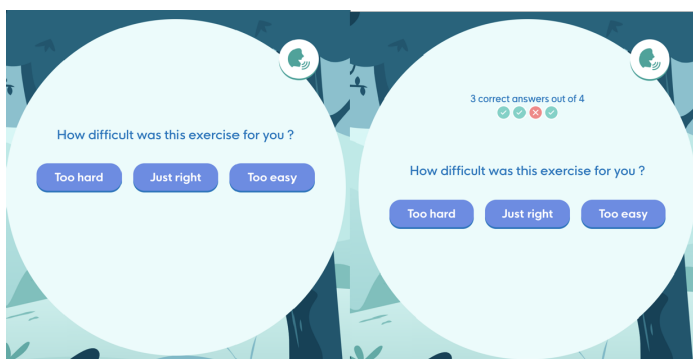 How difficult was this exercise for you ?
Too hard Just right Too easy
3 correct answers out of 4
How difficult was this exercise for you ?
Too hard Just right Too easy